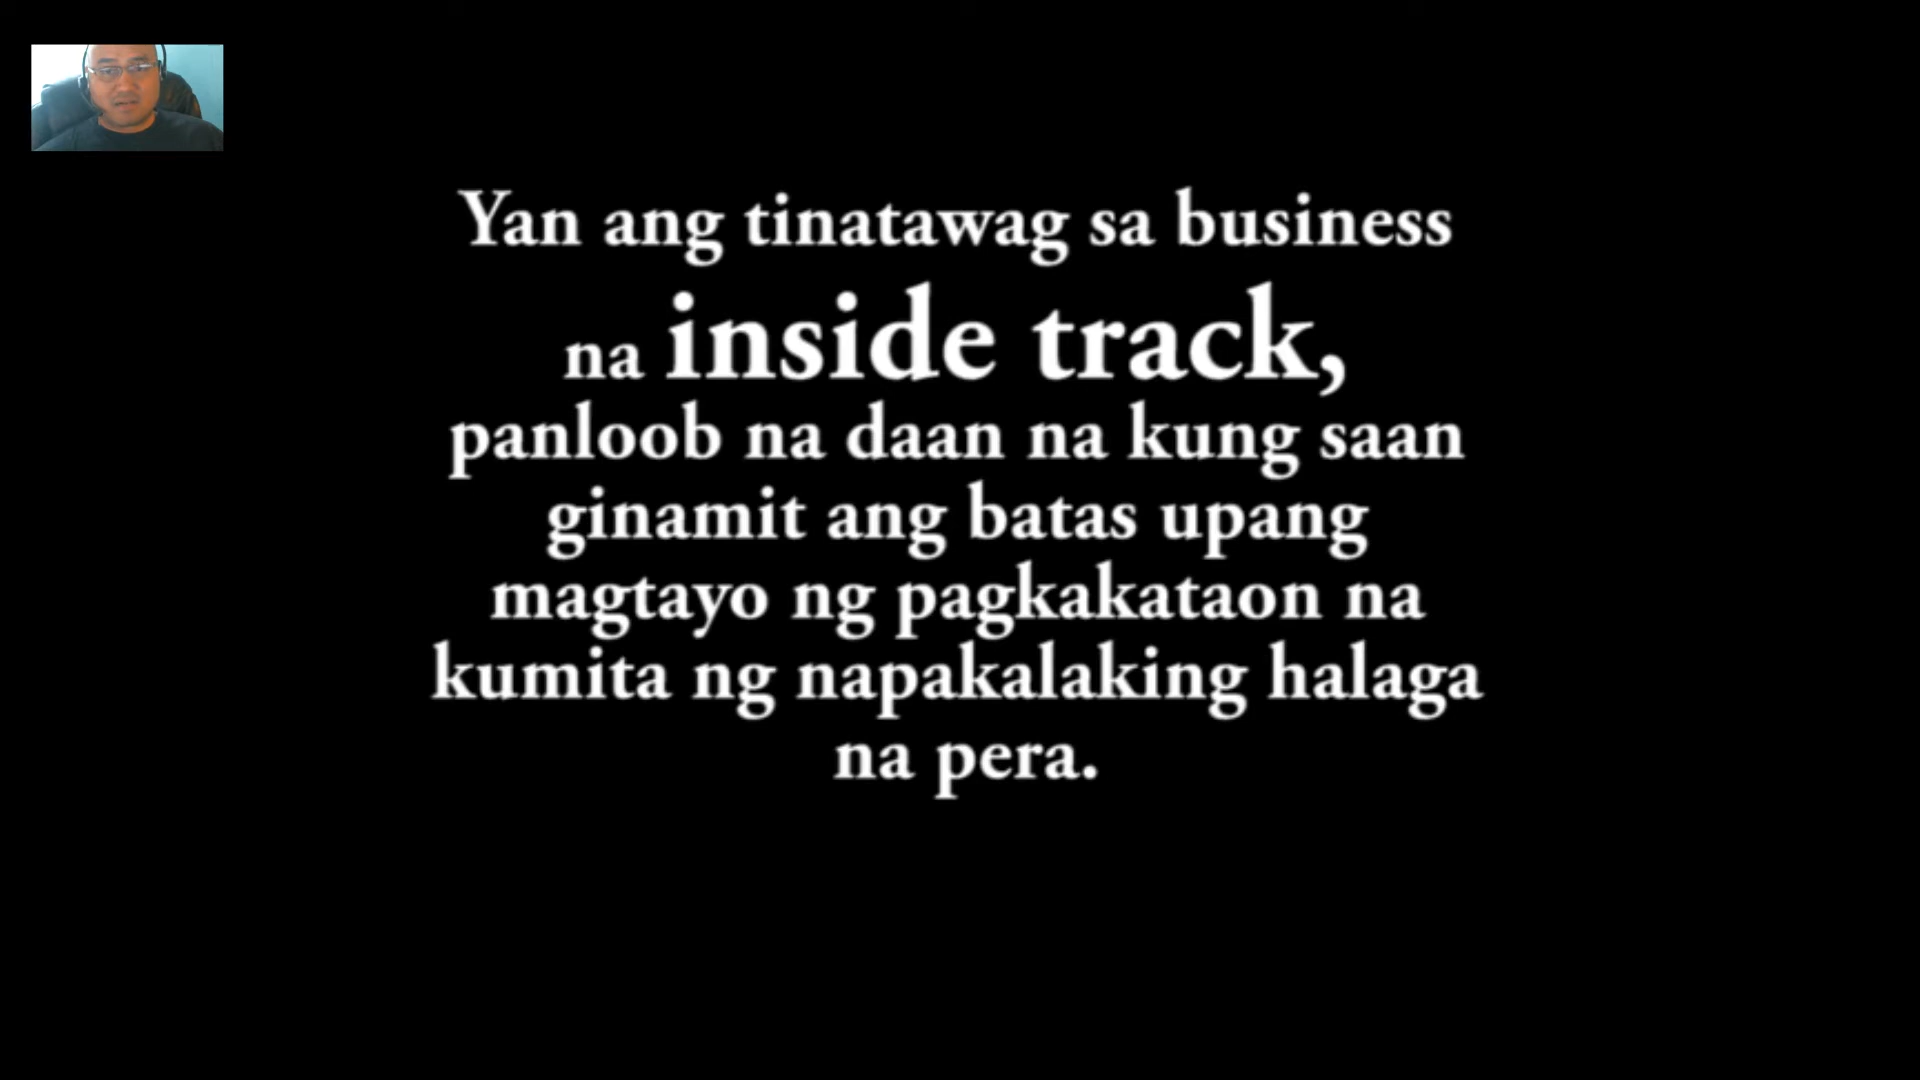 Yan ang tinatawag sa business
na inside track,
panloob na daan na kung saan
ginamit ang batas upang
magtayo ng pagkakataon na
kumita ng napakalaking halaga
na pera.